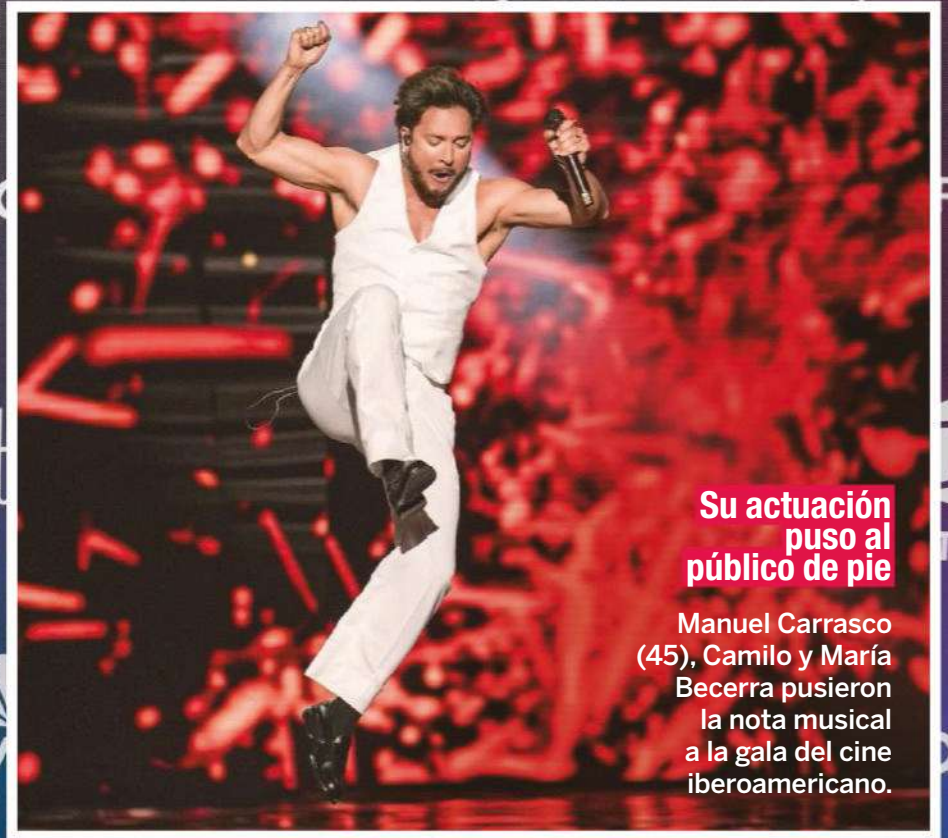 Su actuación
puso al
público de pie
Manuel Carrasco
(45), Camilo y María
Becerra pusieron
la nota musical
a la gala del cine
iberoamericano.